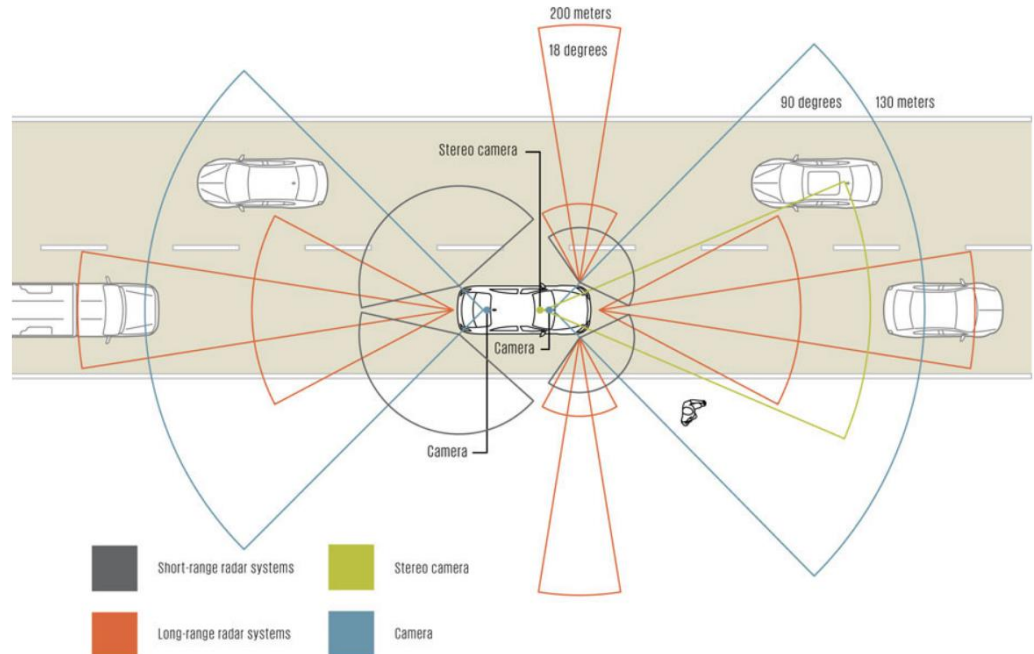 200 meters
18 degrees
90 degrees
130 meters
Stereo camera
Camera
Camera
Short-range radar systems
Stereo camera
Long-range radar systems
Camera